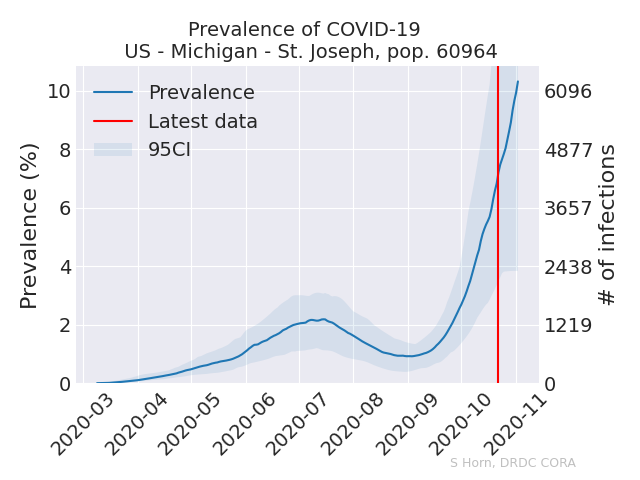 Prevalence of COVID-19
US - Michigan - St. Joseph, pop. 60964
Prevalence
Latest data
95CI
Prevalence (%)
10
8
6
4
2
0
6096
4877
3657
2438
1219
0
# of infections
2020-03
2020-04
2020-05
2020-06
2020-07
2020-08
2020-09
2020-10
2020-11
S Horn, DRDC CORA